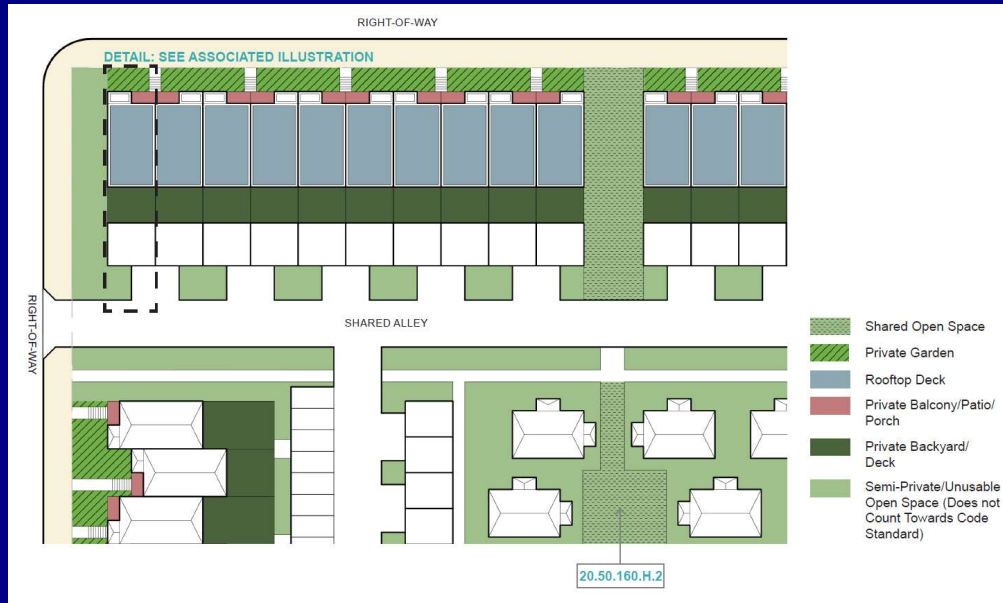 RIGHT-OF-WAY
DETAIL: SEE ASSOCIATED ILLUSTRATION
RIGHT-OF-WAY
SHARED ALLEY
Shared Open Space
Private Garden
Rooftop Deck
Private Balcony/Patio/
Porch
Private Backyard/
Deck
Semi-Private/Unusable
Open Space (Does not
Count Towards Code
Standard)
20.50.160.H.2